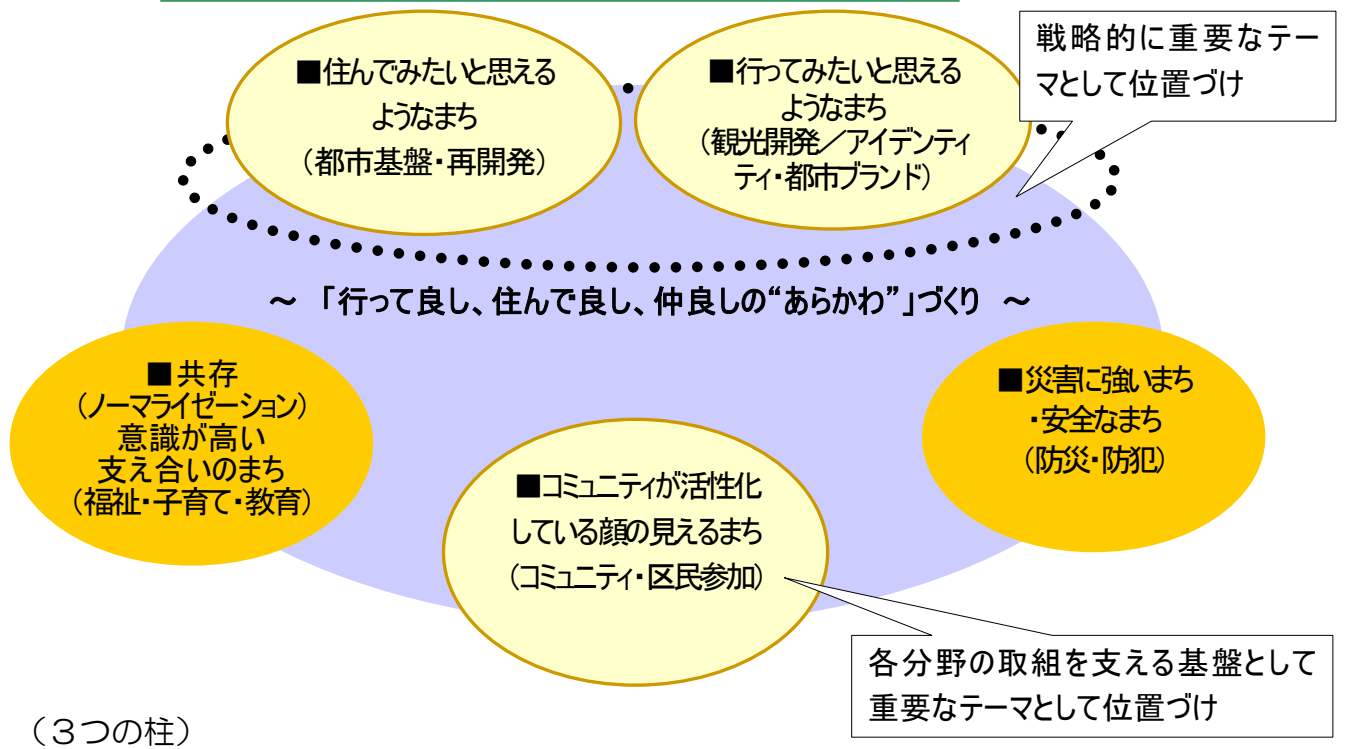 ■住んでみたいと思える
ようなまち
（都市基盤・再開発）
■行ってみたいと思える
ようなまち
（観光開発／アイデンティ
ティ・都市ブランド）
戦略的に重要なテー
マとして位置づけ
～ 「行って良し、住んで良し、仲良しの“あらかわ”」づくり ～
■共存
（ノーマライゼーション）
意識が高い
支え合いのまち
（福祉・子育て・教育）
■災害に強いまち
・安全なまち
（防災・防犯）
■コミュニティが活性化
している顔の見えるまち
（コミュニティ・区民参加）
各分野の取組を支える基盤として
重要なテーマとして位置づけ
（３つの柱）